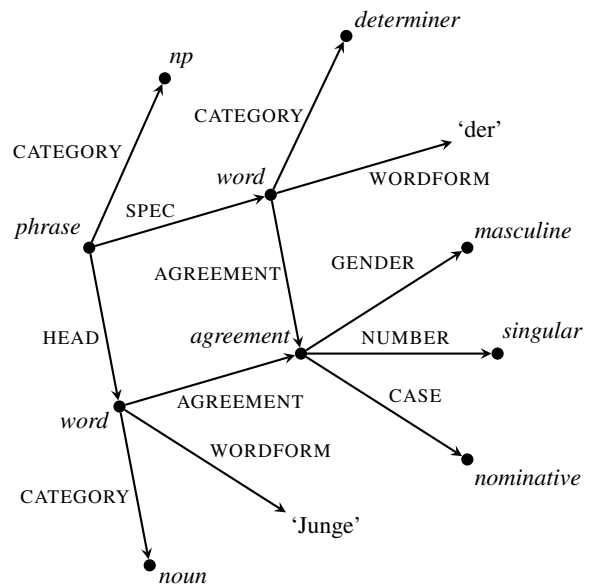 determiner
np
CATEGORY
‘der’
CATEGORY
word
WORDFORM
SPEC
phrase
masculine
GENDER
AGREEMENT
HEAD
agreement
NUMBER
singular
CASE
AGREEMENT
word
WORDFORM
nominative
CATEGORY
‘Junge’
noun